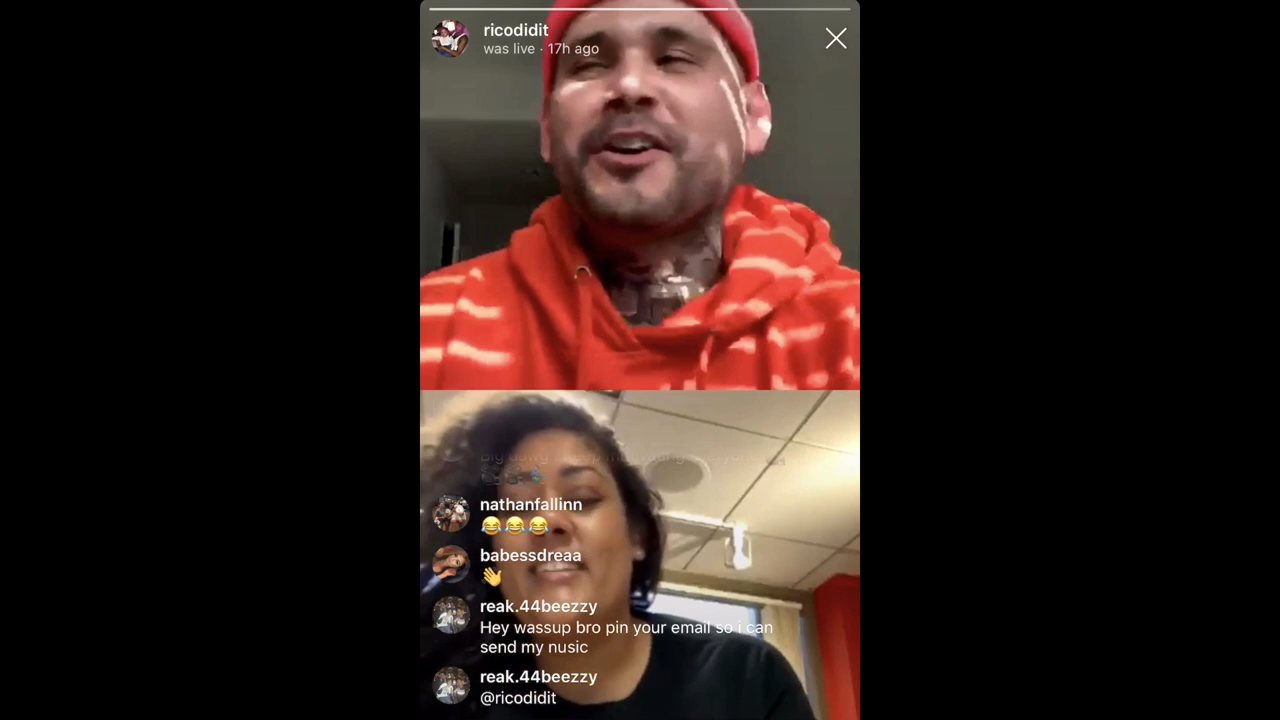 ricodidit
was live · 17h ago
nathanfallinn
😂😂😂
babessdreaa
👋
reak.44beezzy
Hey wassup bro pin your email so i can
send my nusic
reak.44beezzy
@ricodidit